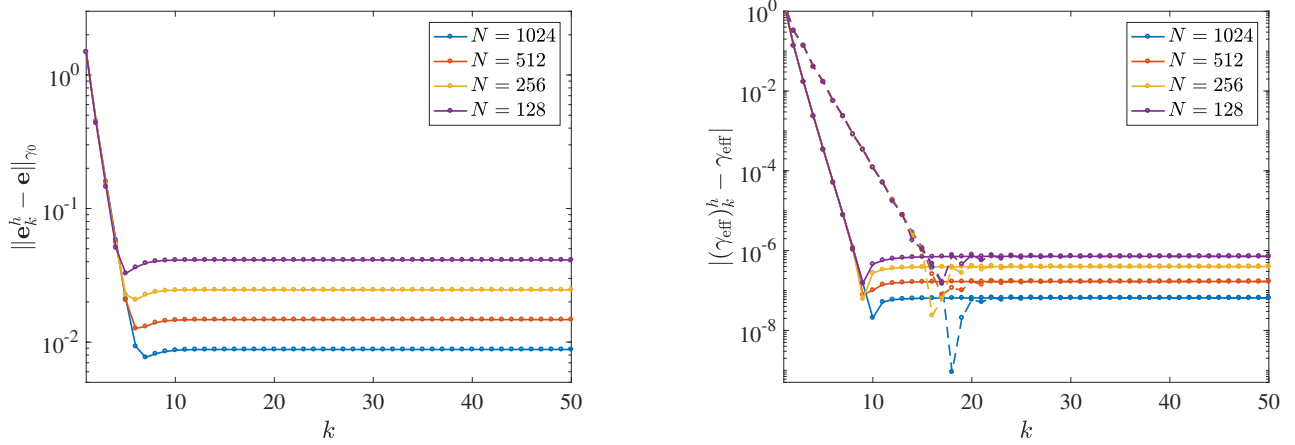 10^0
10^{-1}
10^{-2}
10
20
30
40
50
k
||e_k^h − e||_{γ_0}
N = 1024
N = 512
N = 256
N = 128
10^0
10^{-2}
10^{-4}
10^{-6}
10^{-8}
10
20
30
40
50
k
|(γ_eff)_k^h − γ_eff|
N = 1024
N = 512
N = 256
N = 128